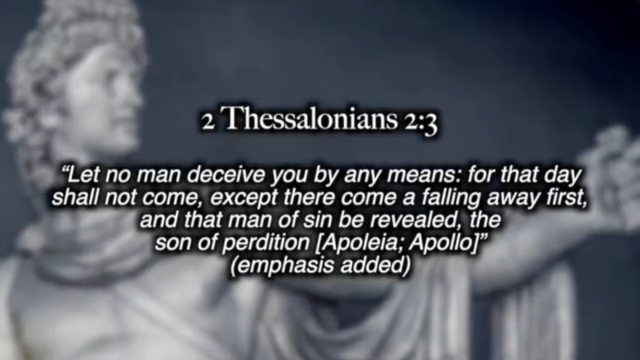 2 Thessalonians 2:3
“Let no man deceive you by any means: for that day
shall not come, except there come a falling away first,
and that man of sin be revealed, the
son of perdition [Apoleia; Apollo]”
(emphasis added)